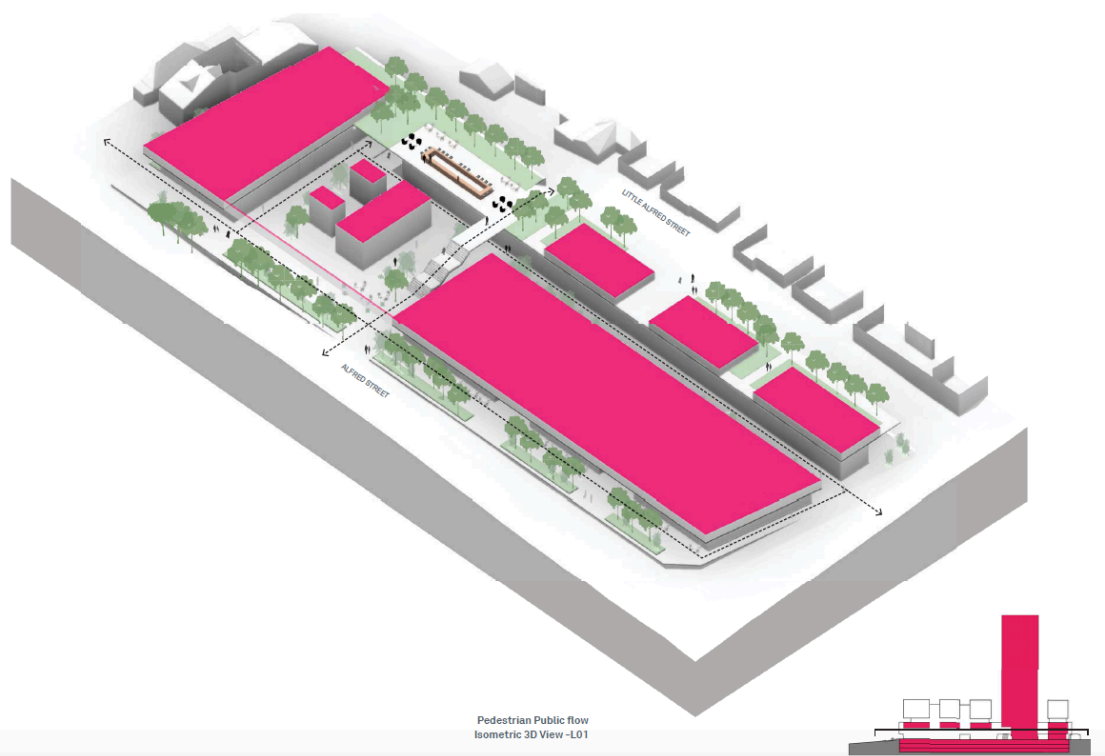 LITTLE ALFRED STREET
ALFRED STREET
Pedestrian Public flow
Isometric 3D View -L01